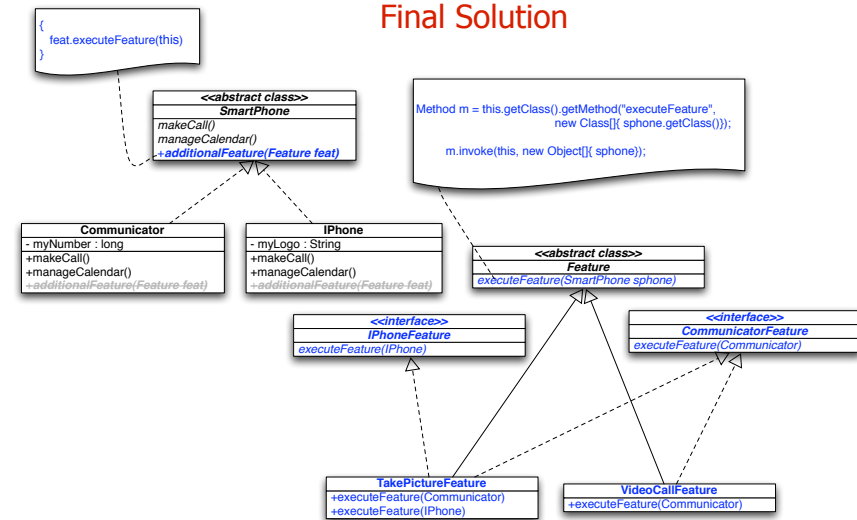 Final Solution
{
feat.executeFeature(this)
}
<<abstract class>>
SmartPhone
makeCall()
manageCalendar()
+additionalFeature(Feature feat)
Method m = this.getClass().getMethod("executeFeature",
new Class[]{ sphone.getClass()});
m.invoke(this, new Object[]{ sphone});
Communicator
- myNumber : long
+makeCall()
+manageCalendar()
+additionalFeature(Feature feat)
IPhone
- myLogo : String
+makeCall()
+manageCalendar()
+additionalFeature(Feature feat)
<<abstract class>>
Feature
executeFeature(SmartPhone sphone)
<<interface>>
IPhoneFeature
executeFeature(IPhone)
<<interface>>
CommunicatorFeature
executeFeature(Communicator)
TakePictureFeature
+executeFeature(Communicator)
+executeFeature(IPhone)
VideoCallFeature
+executeFeature(Communicator)